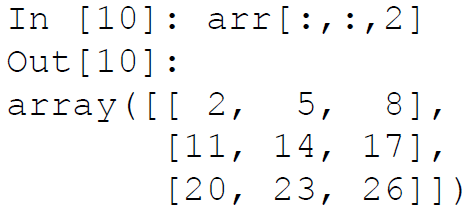 In [10]: arr[:,:,2]
Out[10]:
array([[ 2,  5,  8],
       [11, 14, 17],
       [20, 23, 26]])